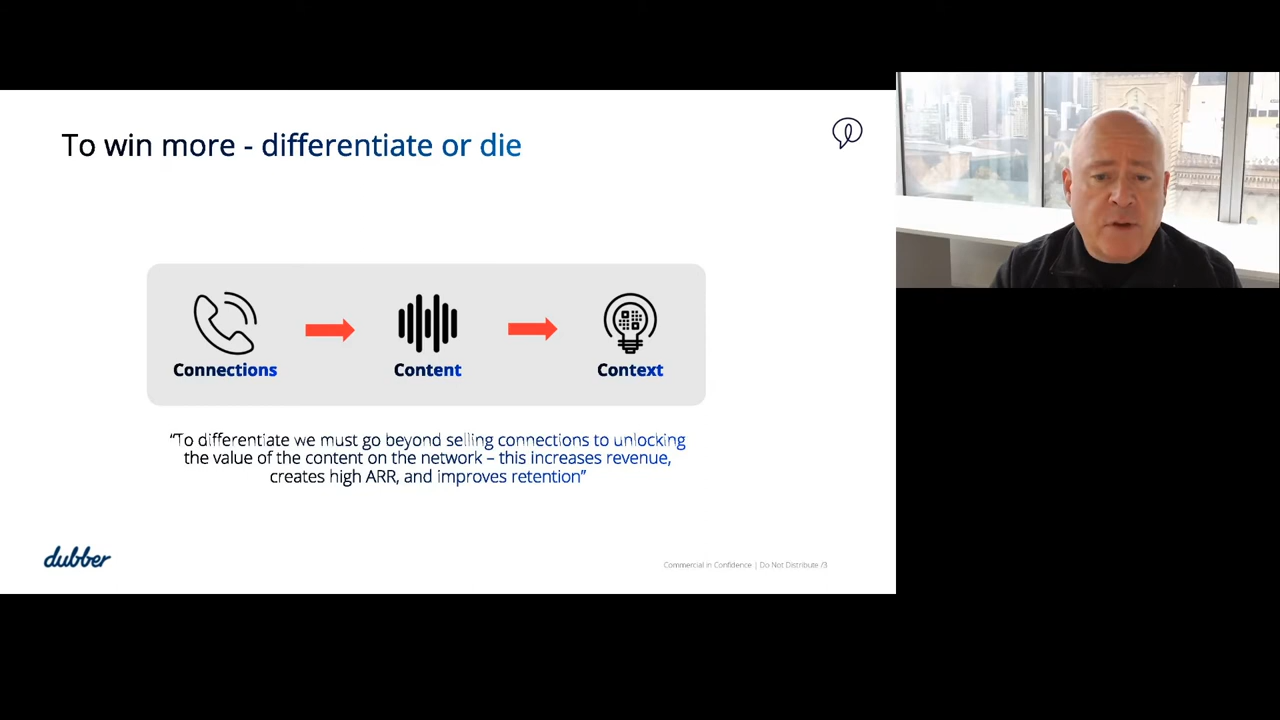 To win more - differentiate or die
Connections
Content
Context
“To differentiate we must go beyond selling connections to unlocking
the value of the content on the network – this increases revenue,
creates high ARR, and improves retention”
dubber
Commercial in Confidence | Do Not Distribute /3